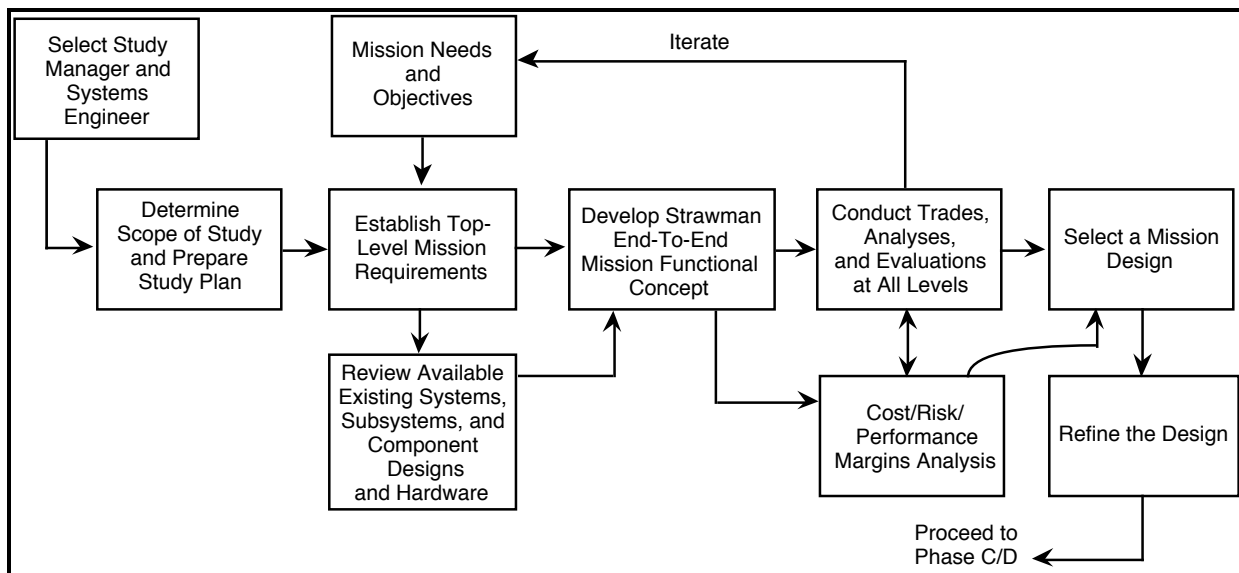 Select Study
Manager and
Systems
Engineer
Mission Needs
and
Objectives
Iterate
Determine
Scope of Study
and Prepare
Study Plan
Establish Top-
Level Mission
Requirements
Develop Strawman
End-To-End
Mission Functional
Concept
Conduct Trades,
Analyses,
and Evaluations
at All Levels
Select a Mission
Design
Review Available
Existing Systems,
Subsystems, and
Component
Designs
and Hardware
Cost/Risk/
Performance
Margins Analysis
Refine the Design
Proceed to
Phase C/D